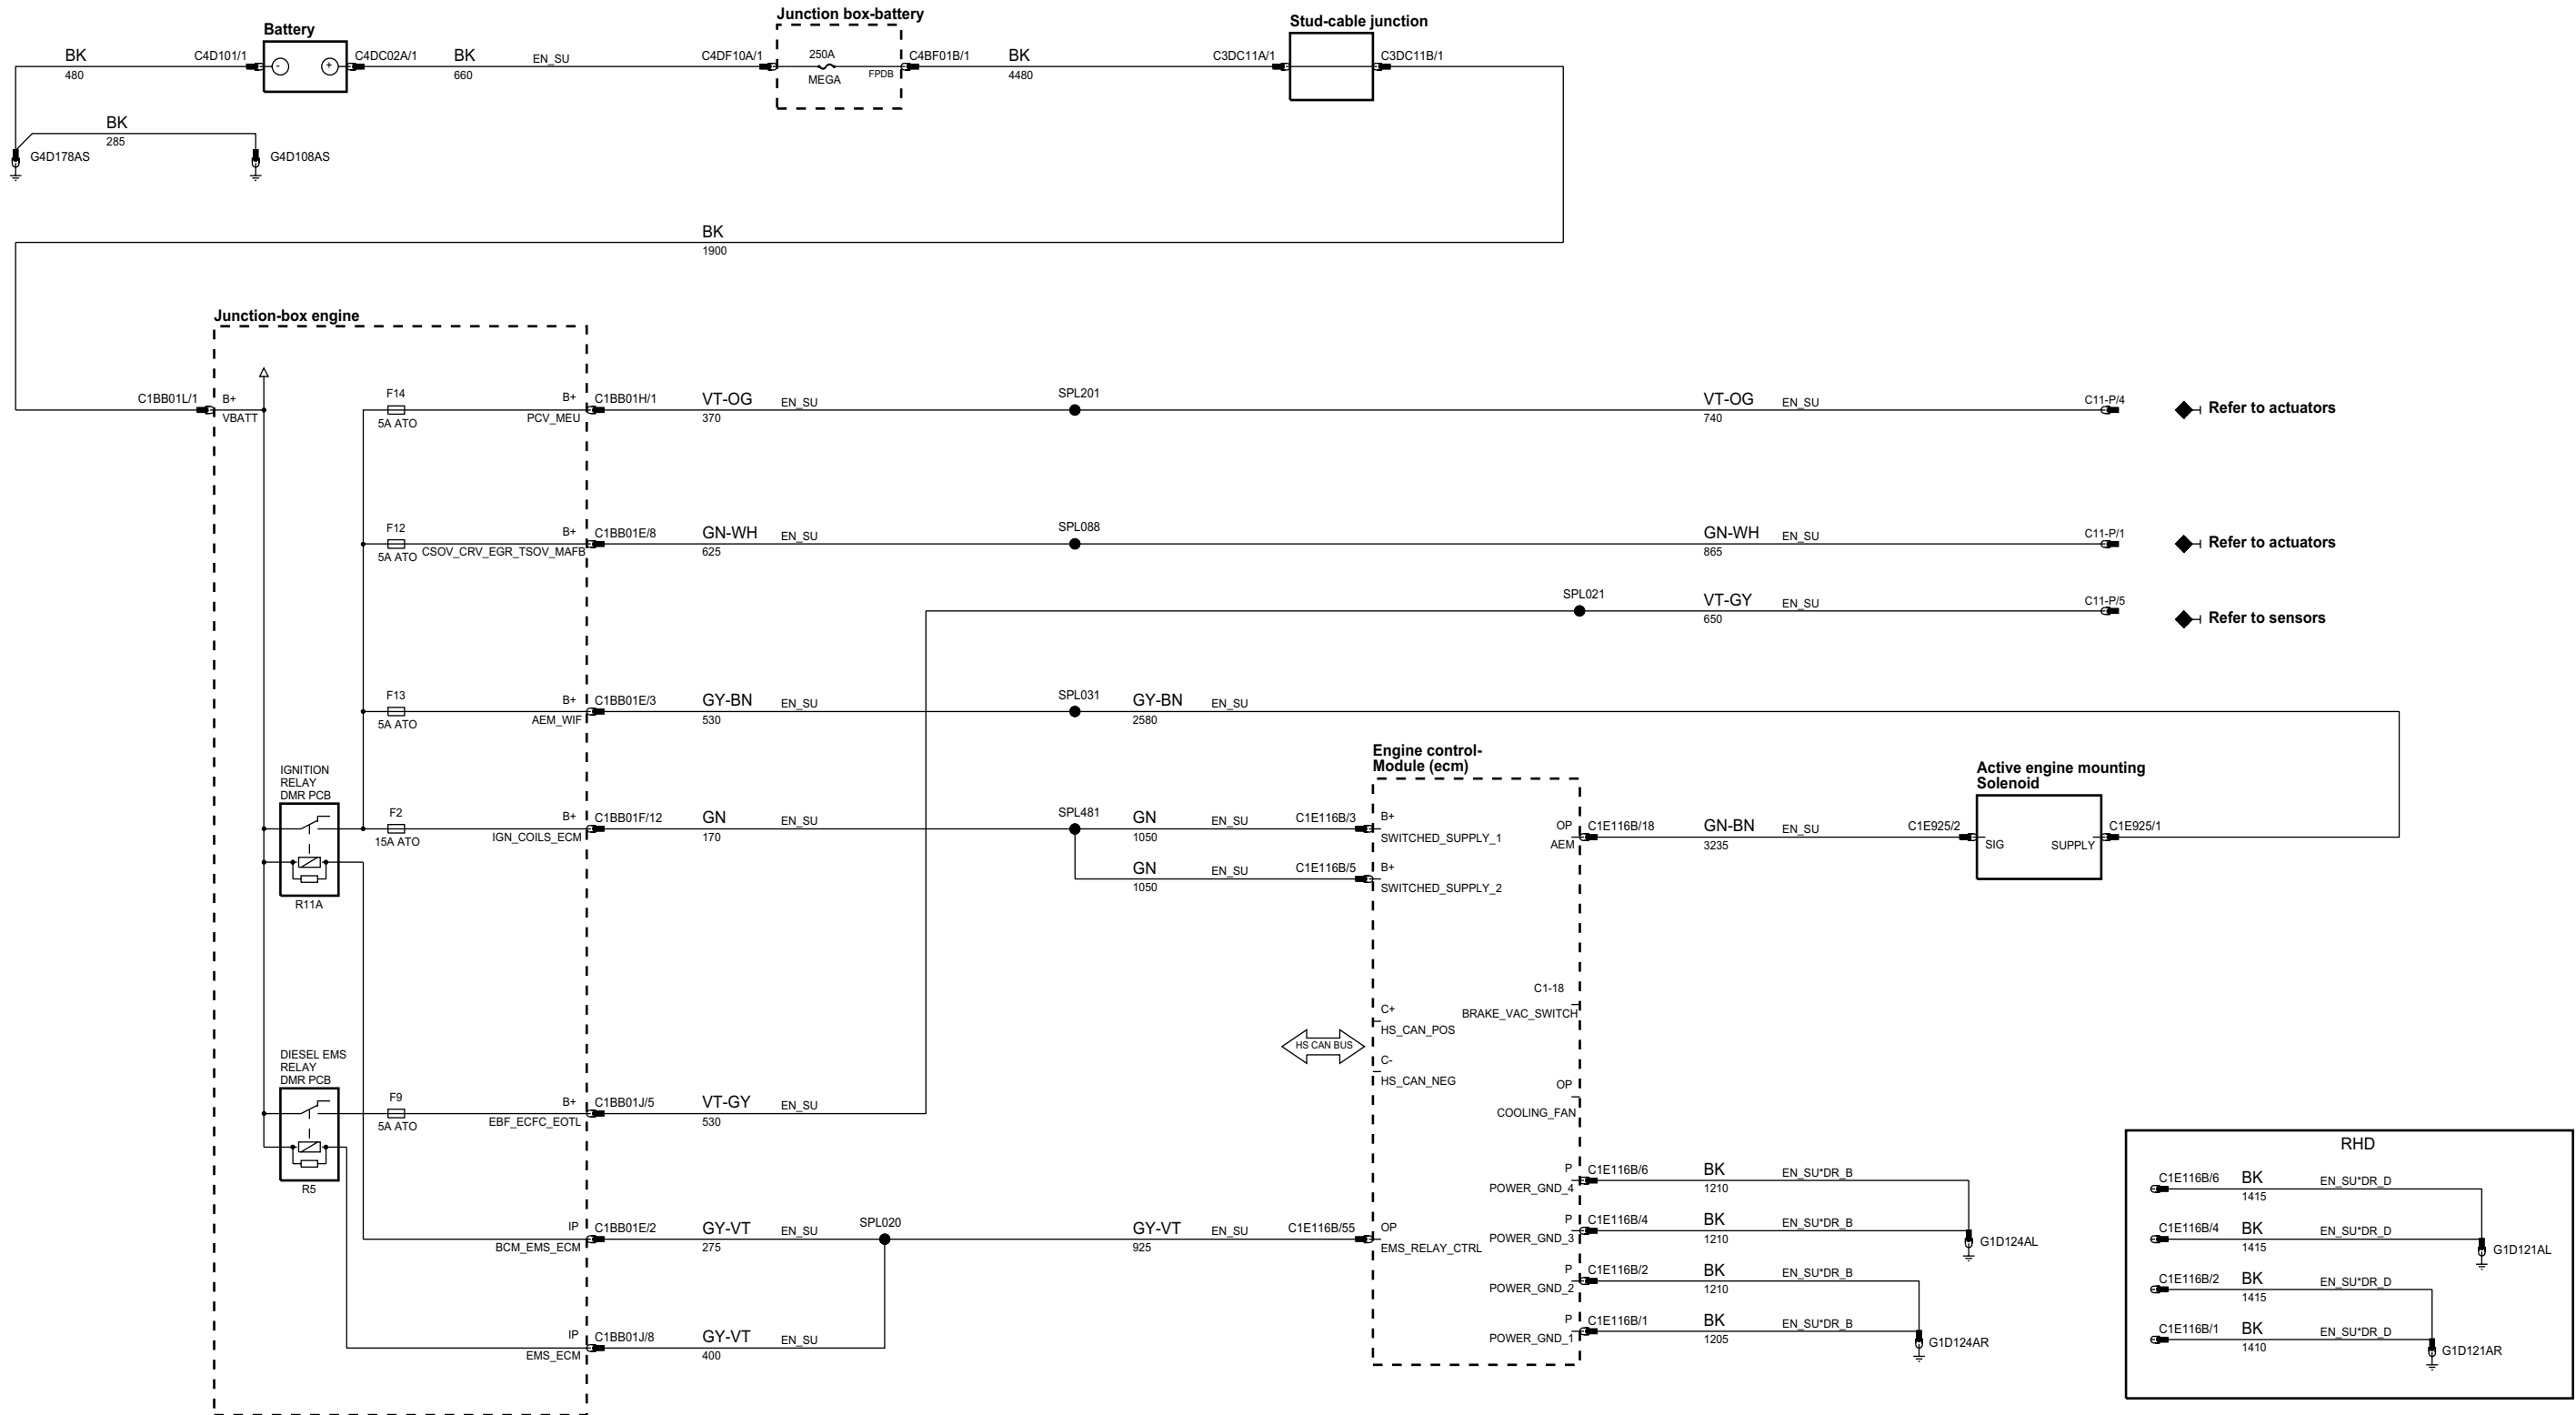 Junction box-battery
Stud-cable junction
Battery
BK
480
C4D101/1
-
+
C4DC02A/1
BK
660
EN_SU
C4DF10A/1
250A
MEGA
FPDB
C4BF01B/1
BK
4480
C3DC11A/1
C3DC11B/1
BK
285
G4D178AS
G4D108AS
BK
1900
Junction-box engine
C1BB01L/1
B+
VBATT
F14
5A ATO
B+
PCV_MEU
C1BB01H/1
VT-OG
370
EN_SU
SPL201
VT-OG
740
EN_SU
C11-P/4
Refer to actuators
F12
5A ATO
B+
CSOV_CRV_EGR_TSOV_MAFB
C1BB01E/8
GN-WH
625
EN_SU
SPL088
GN-WH
865
EN_SU
C11-P/1
Refer to actuators
SPL021
VT-GY
650
EN_SU
C11-P/5
Refer to sensors
F13
5A ATO
B+
AEM_WIF
C1BB01E/3
GY-BN
530
EN_SU
SPL031
GY-BN
2580
EN_SU
Engine control-
Module (ecm)
Active engine mounting
Solenoid
IGNITION
RELAY
DMR PCB
R11A
F2
15A ATO
B+
IGN_COILS_ECM
C1BB01F/12
GN
170
EN_SU
SPL481
GN
1050
EN_SU
C1E116B/3
B+
SWITCHED_SUPPLY_1
OP
AEM
C1E116B/18
GN-BN
3235
EN_SU
C1E925/2
SIG
SUPPLY
C1E925/1
GN
1050
EN_SU
C1E116B/5
B+
SWITCHED_SUPPLY_2
C1-18
BRAKE_VAC_SWITCH
C+
HS_CAN_POS
HS CAN BUS
C-
HS_CAN_NEG
OP
COOLING_FAN
DIESEL EMS
RELAY
DMR PCB
R5
F9
5A ATO
B+
EBF_ECFC_EOTL
C1BB01J/5
VT-GY
530
EN_SU
P
POWER_GND_4
C1E116B/6
BK
1210
EN_SU*DR_B
IP
BCM_EMS_ECM
C1BB01E/2
GY-VT
275
EN_SU
SPL020
GY-VT
925
EN_SU
C1E116B/55
OP
EMS_RELAY_CTRL
P
POWER_GND_3
C1E116B/4
BK
1210
EN_SU*DR_B
G1D124AL
P
POWER_GND_2
C1E116B/2
BK
1210
EN_SU*DR_B
IP
EMS_ECM
C1BB01J/8
GY-VT
400
EN_SU
P
POWER_GND_1
C1E116B/1
BK
1205
EN_SU*DR_B
G1D124AR
RHD
C1E116B/6
BK
1415
EN_SU*DR_D
C1E116B/4
BK
1415
EN_SU*DR_D
G1D121AL
C1E116B/2
BK
1415
EN_SU*DR_D
C1E116B/1
BK
1410
EN_SU*DR_D
G1D121AR